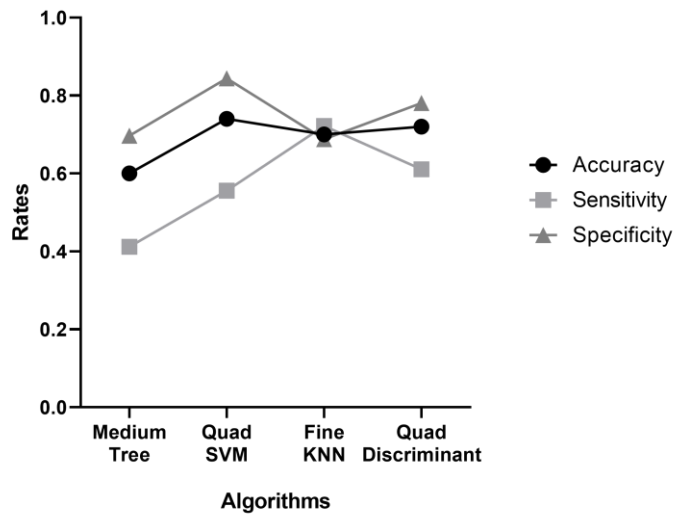 1.0
0.8
0.6
0.4
0.2
0.0
Rates
Medium
Tree
Quad
SVM
Fine
KNN
Quad
Discriminant
Algorithms
Accuracy
Sensitivity
Specificity